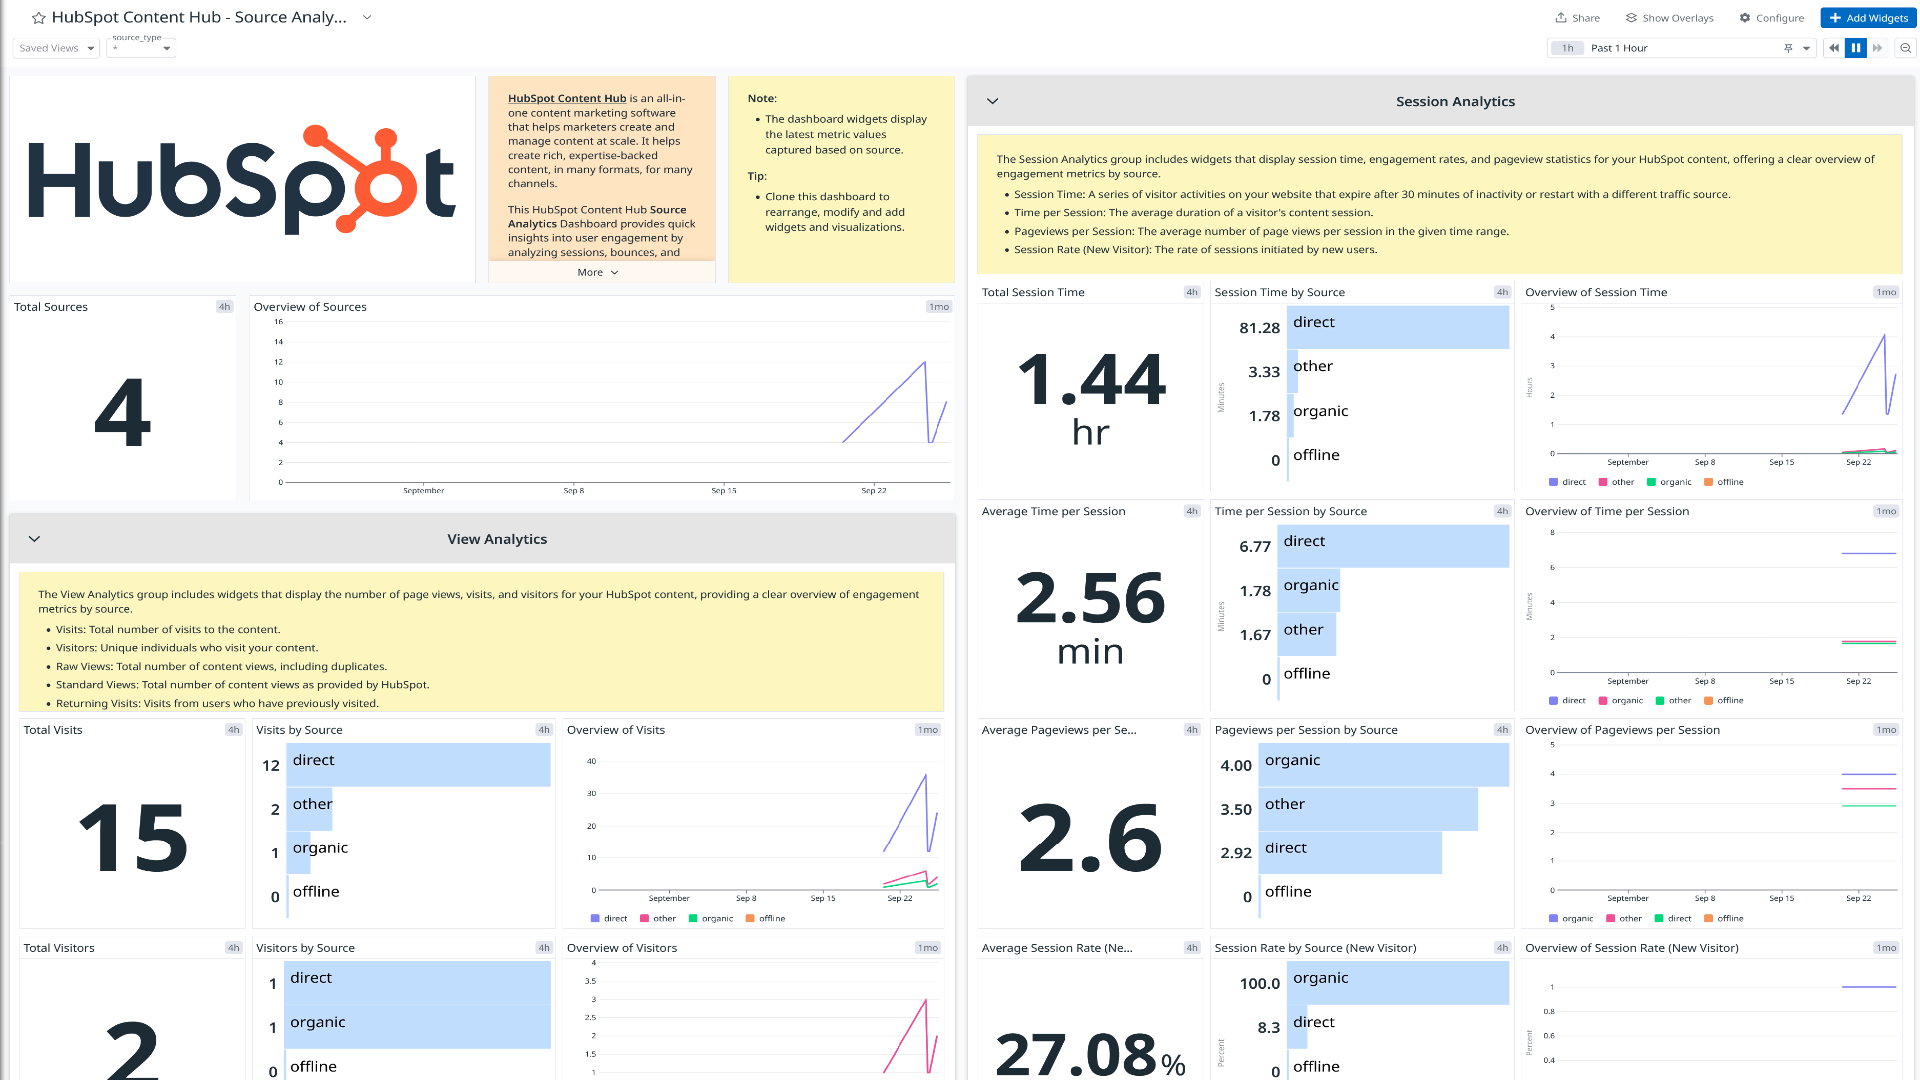 HubSpot Content Hub - Source Analy...
Share
Show Overlays
Configure
Add Widgets
Saved Views
source_type
*
1h
Past 1 Hour
HubSpot
HubSpot Content Hub is an all-in-
one content marketing software
that helps marketers create and
manage content at scale. It helps
create rich, expertise-backed
content, in many formats, for many
channels.
This HubSpot Content Hub Source
Analytics Dashboard provides quick
insights into user engagement by
analyzing sessions, bounces, and
More
Note:
• The dashboard widgets display
the latest metric values
captured based on source.
Tip:
• Clone this dashboard to
rearrange, modify and add
widgets and visualizations.
Total Sources
4h
4
Overview of Sources
1mo
16
14
12
10
8
6
4
2
0
September
Sep 8
Sep 15
Sep 22
View Analytics
The View Analytics group includes widgets that display the number of page views, visits, and visitors for your HubSpot content, providing a clear overview of engagement
metrics by source.
• Visits: Total number of visits to the content.
• Visitors: Unique individuals who visit your content.
• Raw Views: Total number of content views, including duplicates.
• Standard Views: Total number of content views as provided by HubSpot.
• Returning Visits: Visits from users who have previously visited.
Total Visits
4h
15
Visits by Source
4h
12 direct
2 other
1 organic
0 offline
Overview of Visits
1mo
40
30
20
10
0
September
Sep 8
Sep 15
Sep 22
direct other organic offline
Total Visitors
4h
2
Visitors by Source
4h
1 direct
1 organic
0 offline
Overview of Visitors
1mo
4
3.5
3
2.5
2
1.5
1
Session Analytics
The Session Analytics group includes widgets that display session time, engagement rates, and pageview statistics for your HubSpot content, offering a clear overview of
engagement metrics by source.
• Session Time: A series of visitor activities on your website that expire after 30 minutes of inactivity or restart with a different traffic source.
• Time per Session: The average duration of a visitor's content session.
• Pageviews per Session: The average number of page views per session in the given time range.
• Session Rate (New Visitor): The rate of sessions initiated by new users.
Total Session Time
4h
1.44
hr
Session Time by Source
4h
Minutes
81.28 direct
3.33 other
1.78 organic
0 offline
Overview of Session Time
1mo
Hours
5
4
3
2
1
0
September
Sep 8
Sep 15
Sep 22
direct other organic offline
Average Time per Session
4h
2.56
min
Time per Session by Source
4h
Minutes
6.77 direct
1.78 organic
1.67 other
0 offline
Overview of Time per Session
1mo
Minutes
8
6
4
2
0
September
Sep 8
Sep 15
Sep 22
direct organic other offline
Average Pageviews per Se...
4h
2.6
Pageviews per Session by Source
4h
4.00 organic
3.50 other
2.92 direct
0 offline
Overview of Pageviews per Session
1mo
5
4
3
2
1
0
September
Sep 8
Sep 15
Sep 22
organic other direct offline
Average Session Rate (Ne...
4h
27.08%
Session Rate by Source (New Visitor)
4h
Percent
100.0 organic
8.3 direct
0 offline
Overview of Session Rate (New Visitor)
1mo
Percent
1
0.8
0.6
0.4